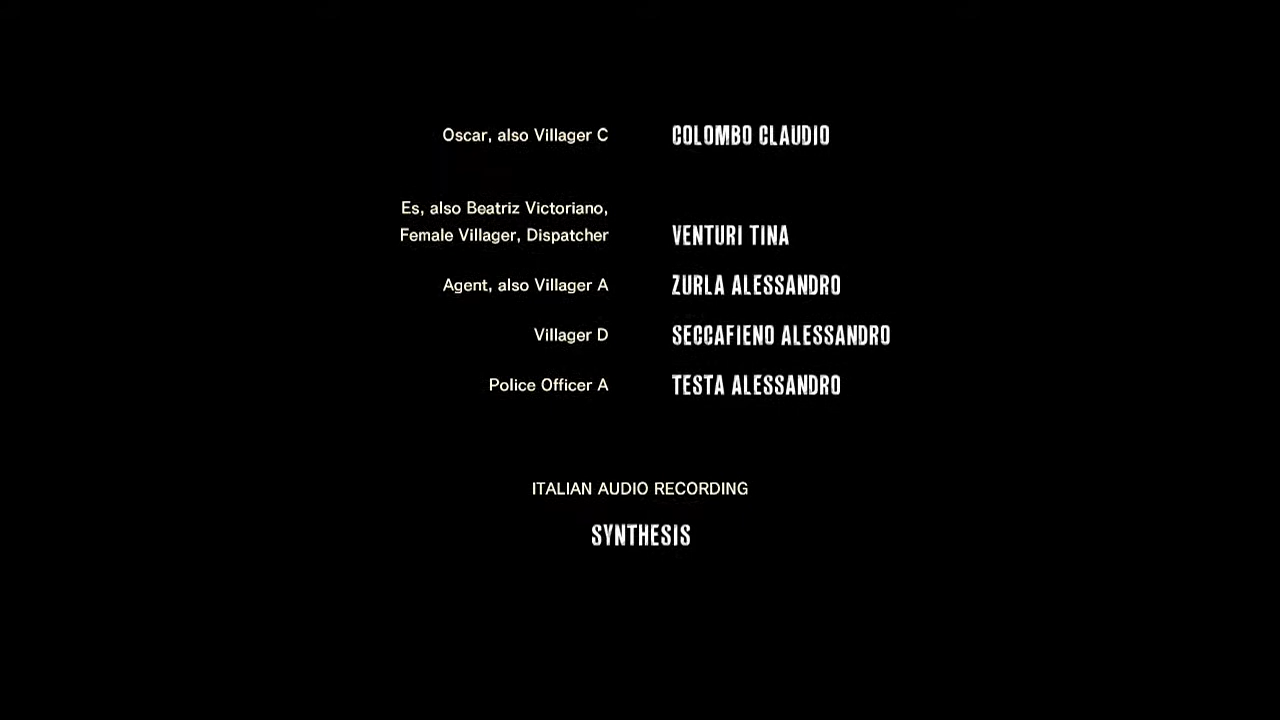 Oscar, also Villager C COLOMBO CLAUDIO
Es, also Beatriz Victoriano,
Female Villager, Dispatcher VENTURI TINA
Agent, also Villager A ZURLA ALESSANDRO
Villager D SECCAFIENO ALESSANDRO
Police Officer A TESTA ALESSANDRO
ITALIAN AUDIO RECORDING
SYNTHESIS